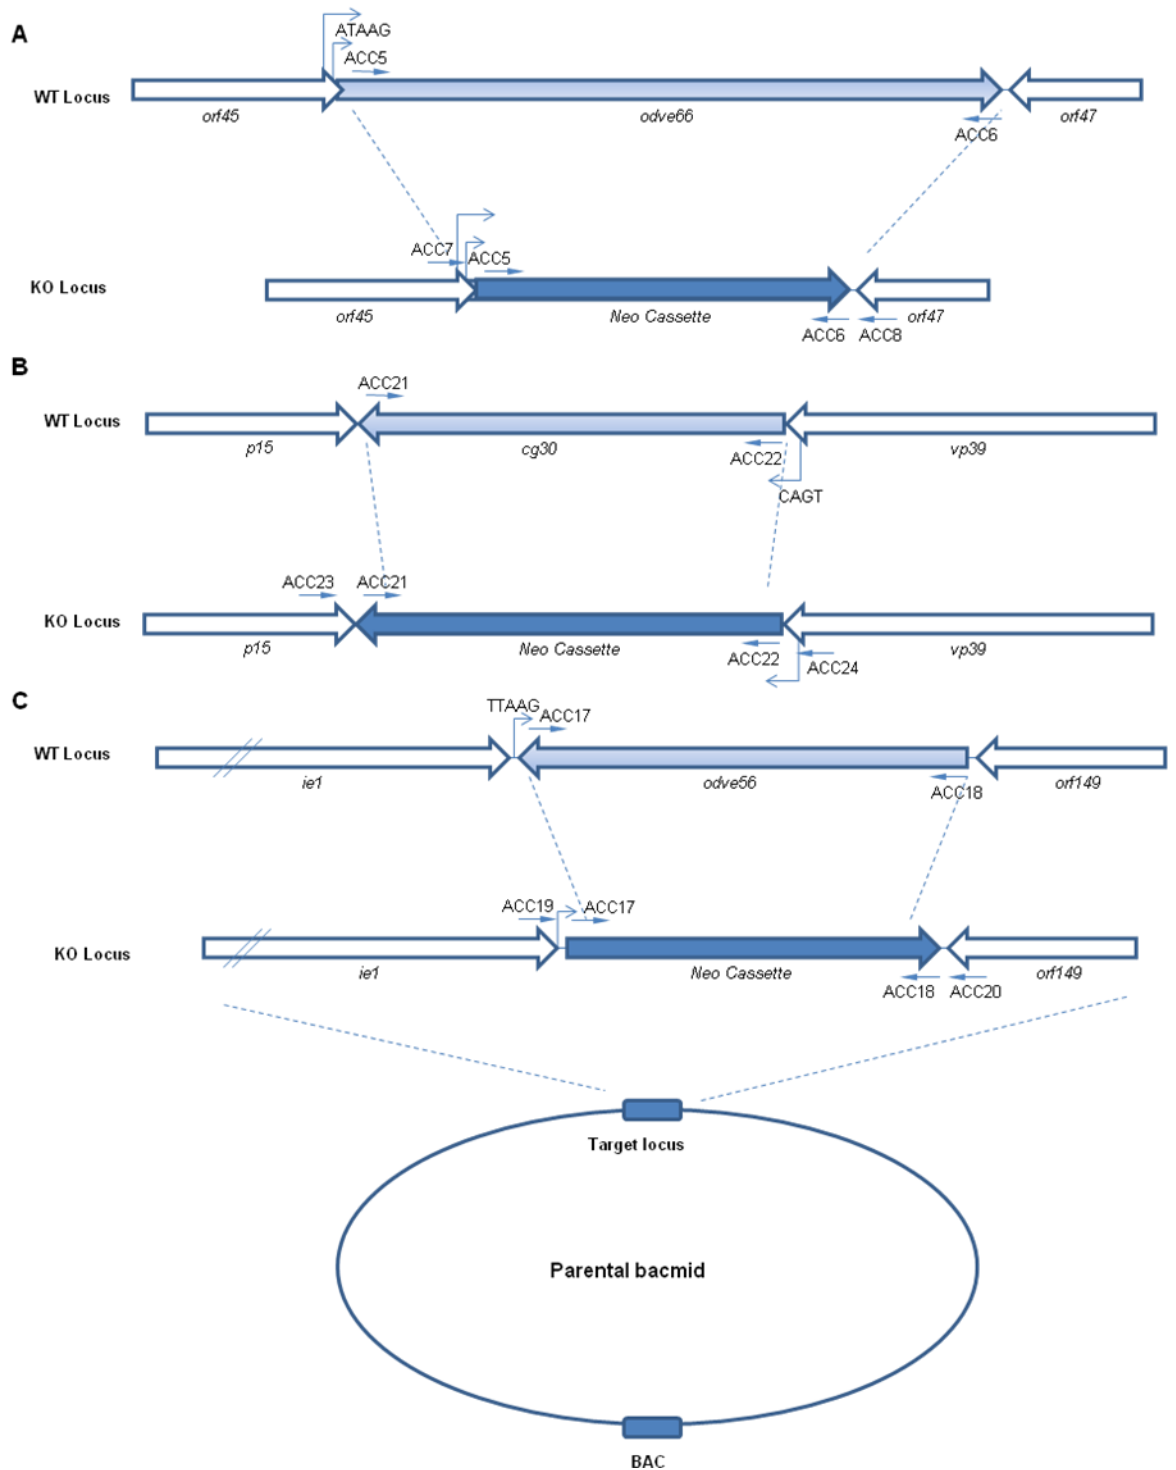 A
ATAAG
ACC5
WT Locus
orf45
odve66
ACC6
orf47
ACC7
ACC5
KO Locus
orf45
Neo Cassette
ACC6
ACC8
orf47
B
ACC21
WT Locus
p15
cg30
ACC22
vp39
CAGT
ACC23
ACC21
KO Locus
p15
Neo Cassette
ACC22
ACC24
vp39
C
TTAAG
ACC17
WT Locus
ie1
odve56
ACC18
orf149
ACC19
ACC17
KO Locus
ie1
Neo Cassette
ACC18
ACC20
orf149
Target locus
Parental bacmid
BAC